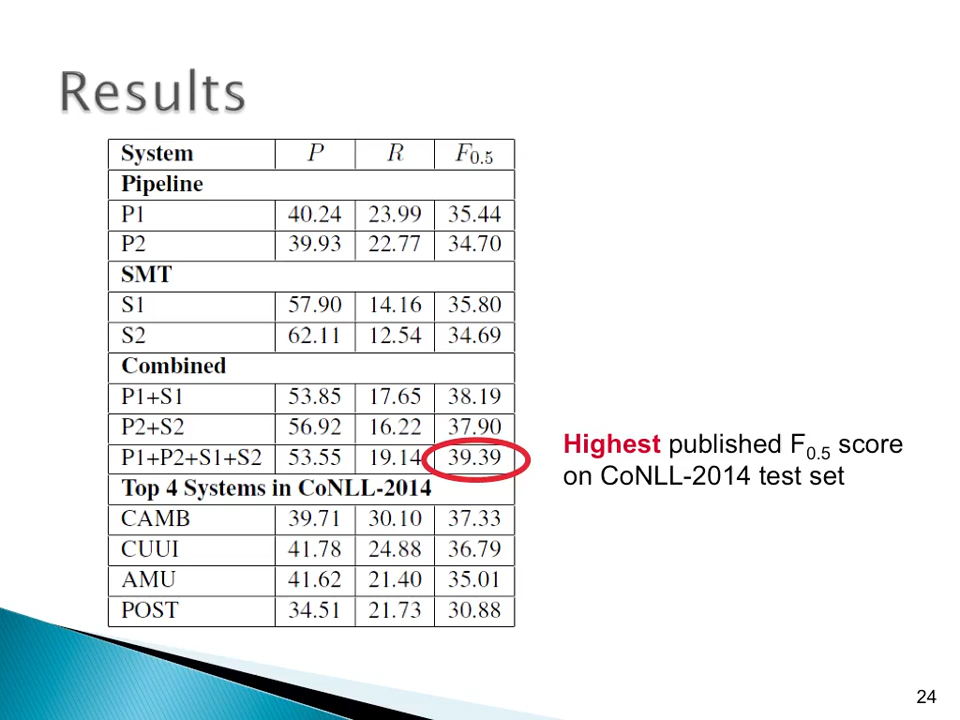 Results
System P R F0.5
Pipeline
P1 40.24 23.99 35.44
P2 39.93 22.77 34.70
SMT
S1 57.90 14.16 35.80
S2 62.11 12.54 34.69
Combined
P1+S1 53.85 17.65 38.19
P2+S2 56.92 16.22 37.90
P1+P2+S1+S2 53.55 19.14 39.39
Top 4 Systems in CoNLL-2014
CAMB 39.71 30.10 37.33
CUUI 41.78 24.88 36.79
AMU 41.62 21.40 35.01
POST 34.51 21.73 30.88
Highest published F0.5 score
on CoNLL-2014 test set
24